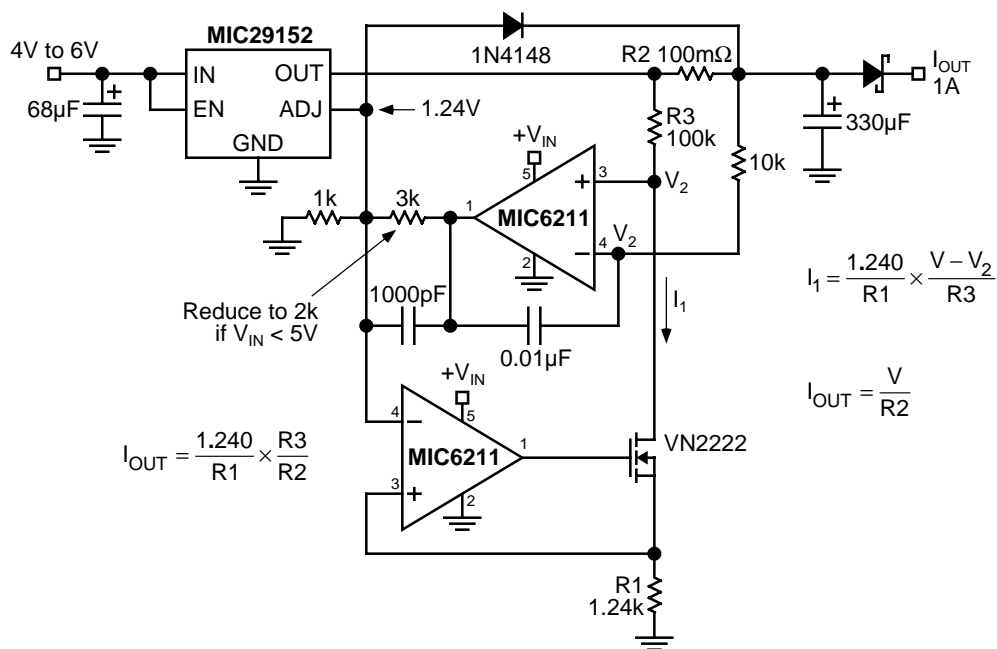 MIC29152
4V to 6V
IN
OUT
EN
ADJ
GND
68µF
+
1.24V
1N4148
R2 100mΩ
I_OUT
1A
+
330µF
R3
100k
10k
+V_IN
5
+
3
V_2
1
MIC6211
–
4
V_2
2
1k
3k
Reduce to 2k
if V_IN < 5V
1000pF
0.01µF
I_1
I_1 = 1.240/R1 × V – V_2/R3
I_OUT = V/R2
+V_IN
5
4
–
1
MIC6211
3
+
2
VN2222
I_OUT = 1.240/R1 × R3/R2
R1
1.24k